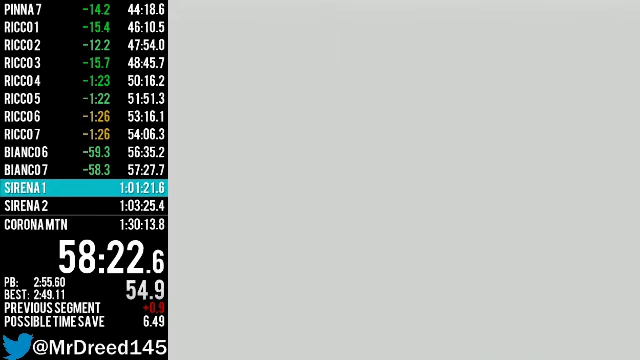 PINNA 7 -14.2 44:18.6
RICCO 1 -15.4 46:10.5
RICCO 2 -12.2 47:54.0
RICCO 3 -15.7 48:45.7
RICCO 4 -1:23 50:16.2
RICCO 5 -1:22 51:51.3
RICCO 6 -1:26 53:16.1
RICCO 7 -1:26 54:06.3
BIANCO 6 -59.3 56:35.2
BIANCO 7 -58.3 57:27.7
SIRENA 1 1:01:21.6
SIRENA 2 1:03:25.4
CORONA MTN 1:30:13.8
58:22.6
PB: 2:55.60
BEST: 2:49.11 54.9
PREVIOUS SEGMENT +0.9
POSSIBLE TIME SAVE 6.49
@MrDreed145